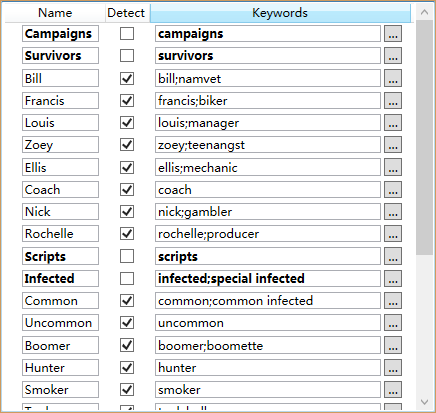 Name Detect Keywords
Campaigns campaigns ...
Survivors survivors ...
Bill bill;namvet ...
Francis francis;biker ...
Louis louis;manager ...
Zoey zoey;teenangst ...
Ellis ellis;mechanic ...
Coach coach ...
Nick nick;gambler ...
Rochelle rochelle;producer ...
Scripts scripts ...
Infected infected;special infected ...
Common common;common infected ...
Uncommon uncommon ...
Boomer boomer;boomette ...
Hunter hunter ...
Smoker smoker ...